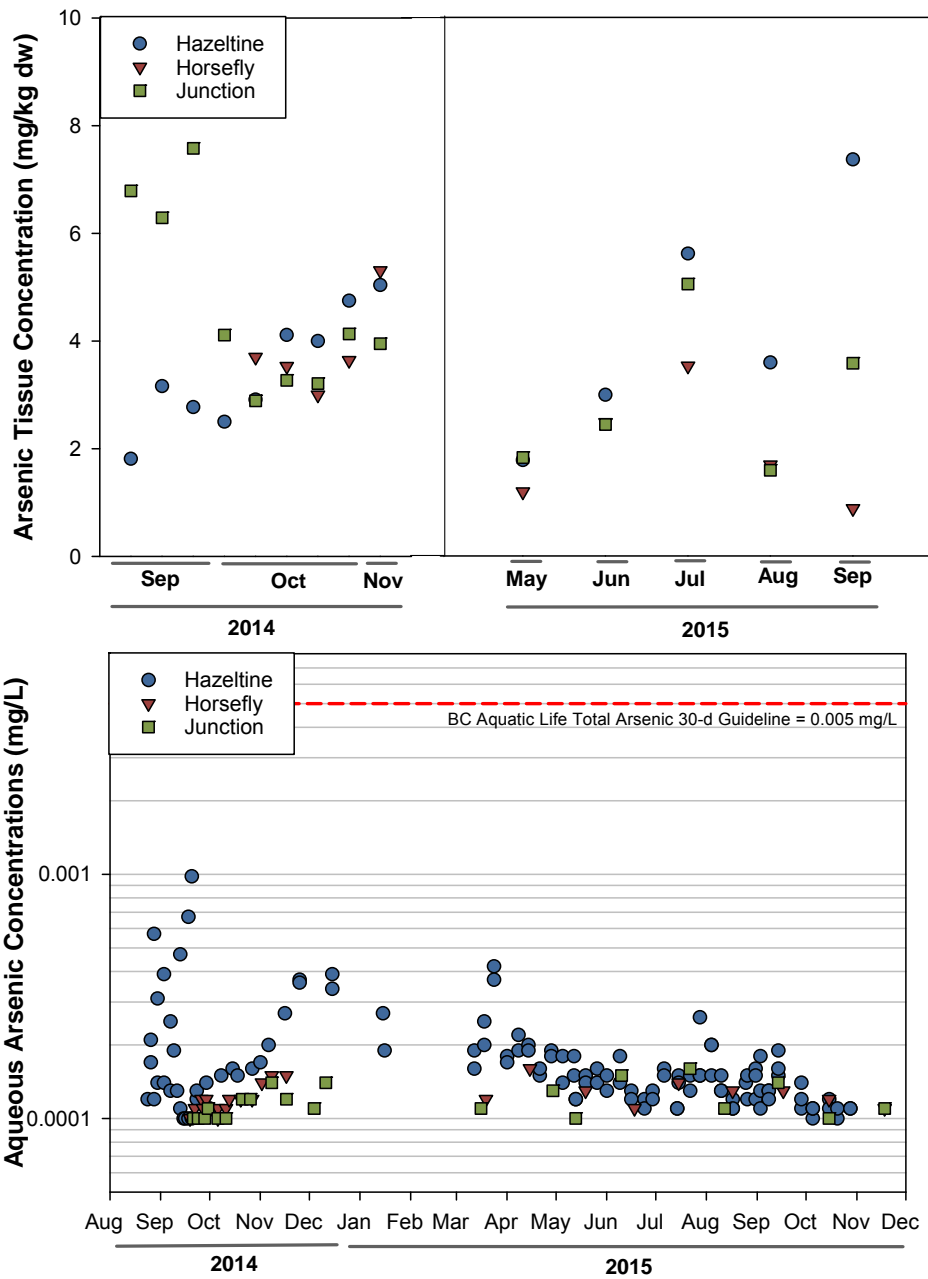 Arsenic Tissue Concentration (mg/kg dw)
10
8
6
4
2
0
Hazeltine
Horsefly
Junction
Sep Oct Nov May Jun Jul Aug Sep
2014 2015
Aqueous Arsenic Concentrations (mg/L)
Hazeltine
Horsefly
Junction
BC Aquatic Life Total Arsenic 30-d Guideline = 0.005 mg/L
0.001
0.0001
Aug Sep Oct Nov Dec Jan Feb Mar Apr May Jun Jul Aug Sep Oct Nov Dec
2014 2015